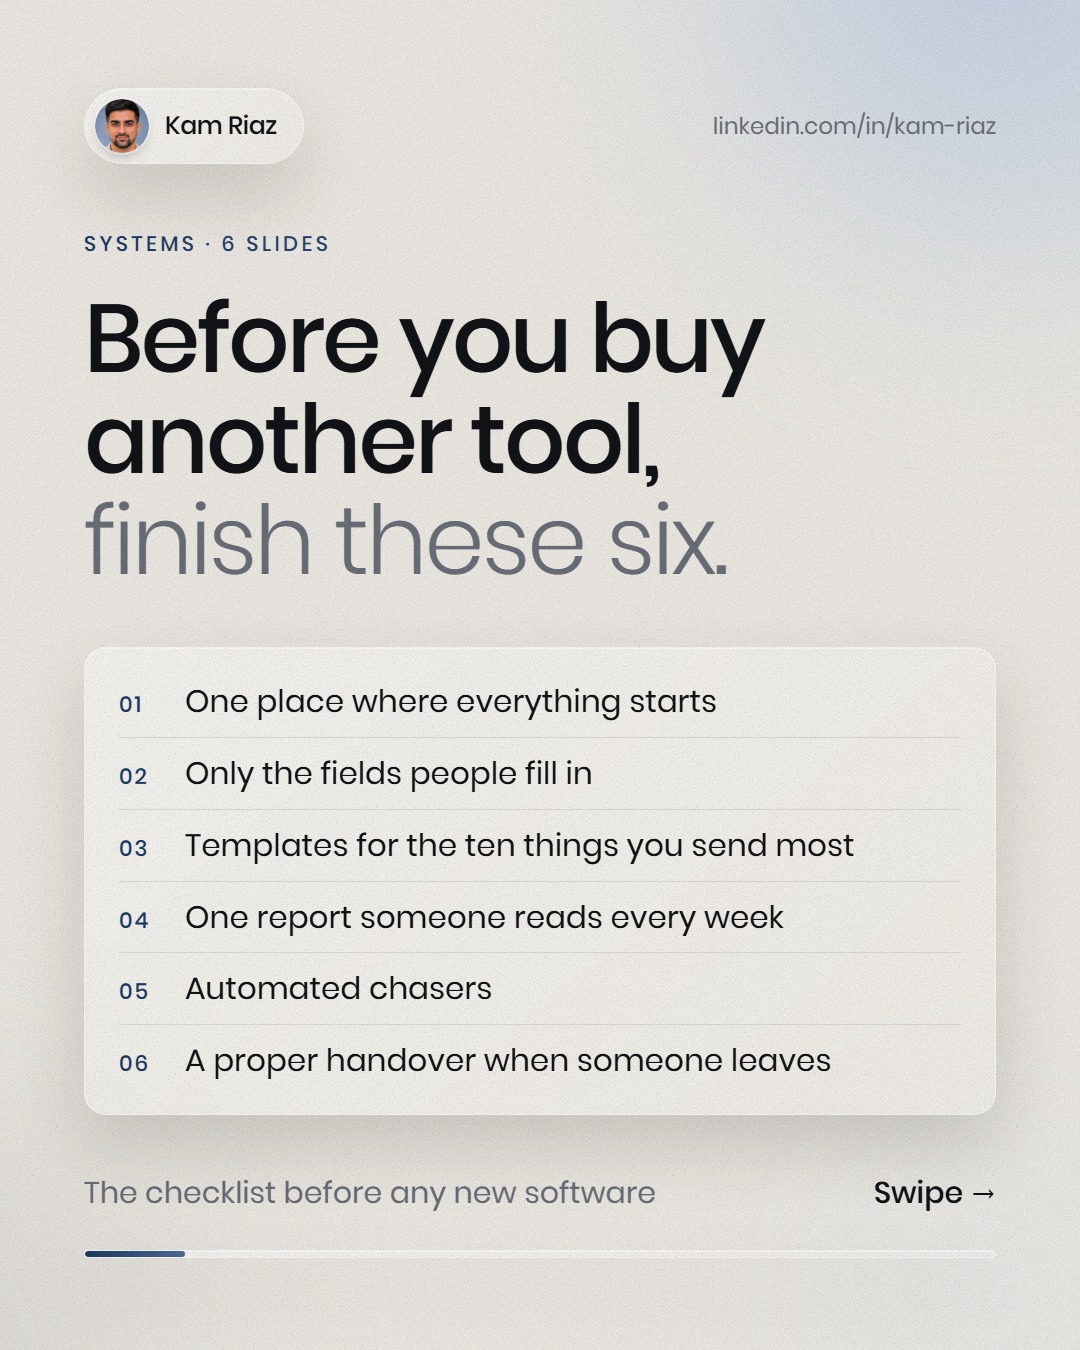 Kam Riaz
linkedin.com/in/kam-riaz
SYSTEMS · 6 SLIDES
Before you buy
another tool,
finish these six.
01 One place where everything starts
02 Only the fields people fill in
03 Templates for the ten things you send most
04 One report someone reads every week
05 Automated chasers
06 A proper handover when someone leaves
The checklist before any new software
Swipe →